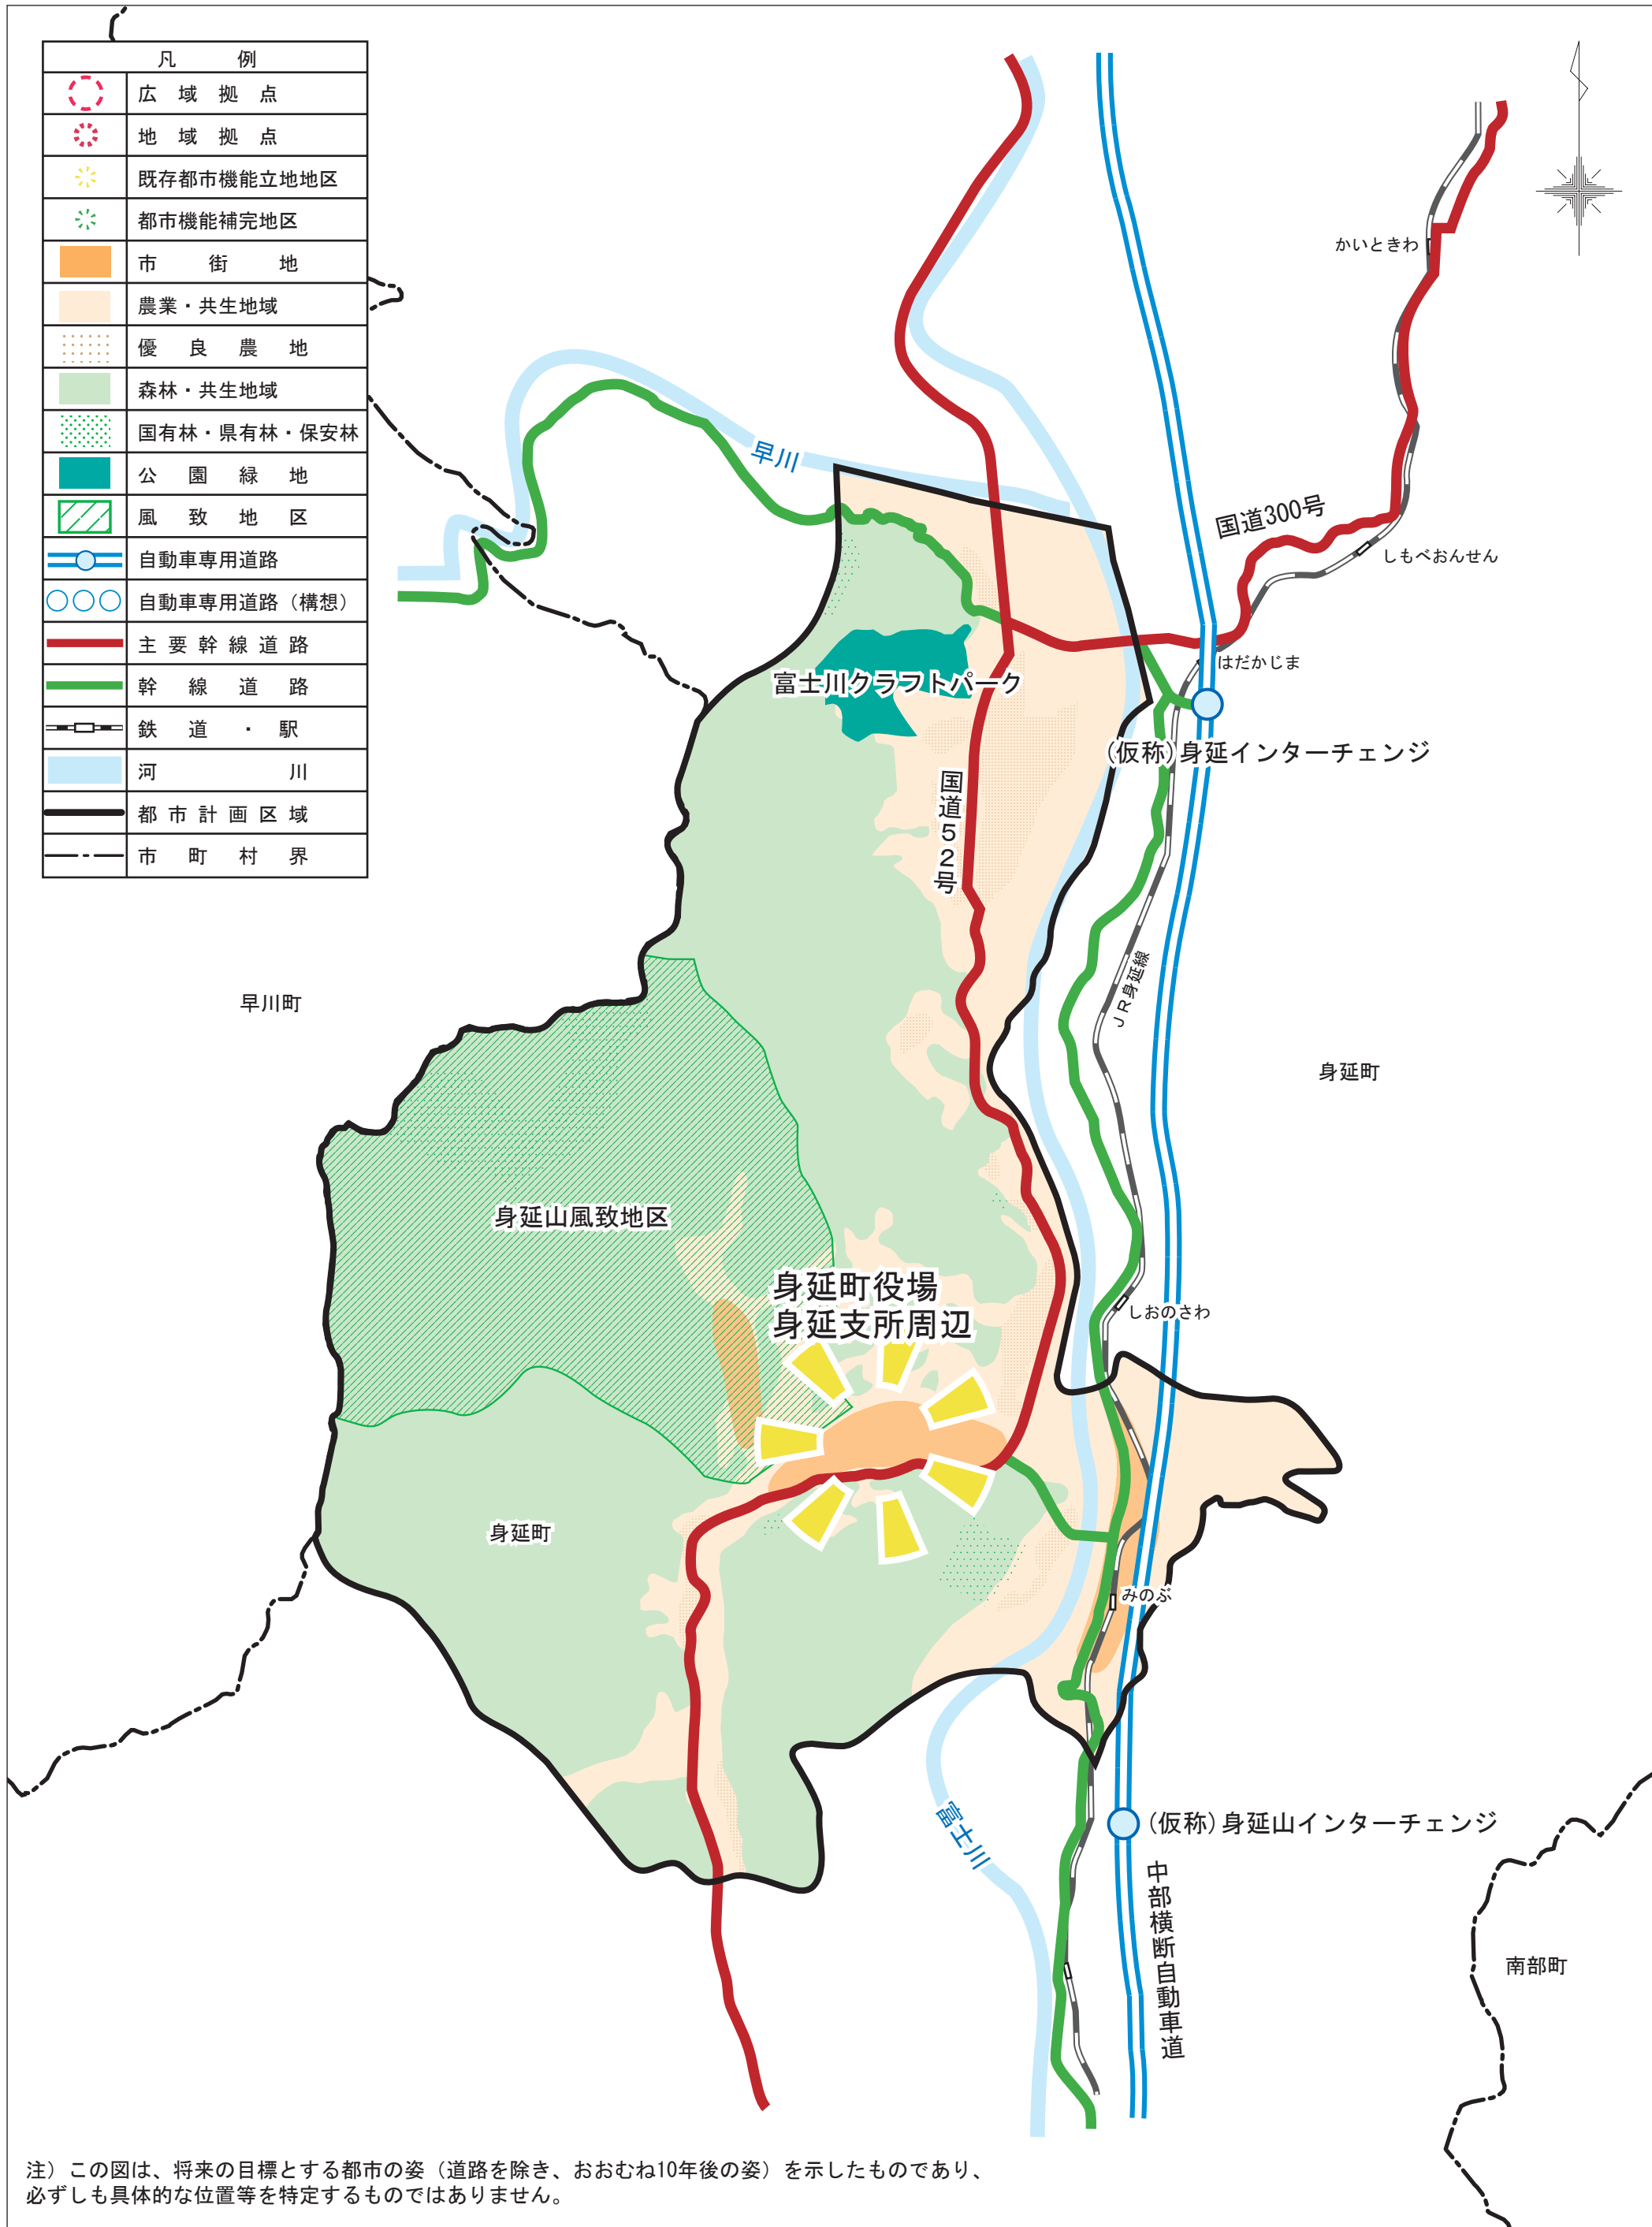 凡例
広域拠点
地域拠点
既存都市機能立地地区
都市機能補完地区
市街地
農業・共生地域
優良農地
森林・共生地域
国有林・県有林・保安林
公園緑地
風致地区
自動車専用道路
自動車専用道路（構想）
主要幹線道路
幹線道路
鉄道・駅
河川
都市計画区域
市町村界
かいときわ
早川
国道300号
しもべおんせん
はだかじま
富士川クラフトパーク
(仮称)身延インターチェンジ
国道52号
JR身延線
早川町
身延町
身延山風致地区
身延町役場
身延支所周辺
しおのさわ
身延町
みのぶ
富士川
(仮称)身延山インターチェンジ
中部横断自動車道
南部町
注）この図は、将来の目標とする都市の姿（道路を除き、おおむね10年後の姿）を示したものであり、
必ずしも具体的な位置等を特定するものではありません。